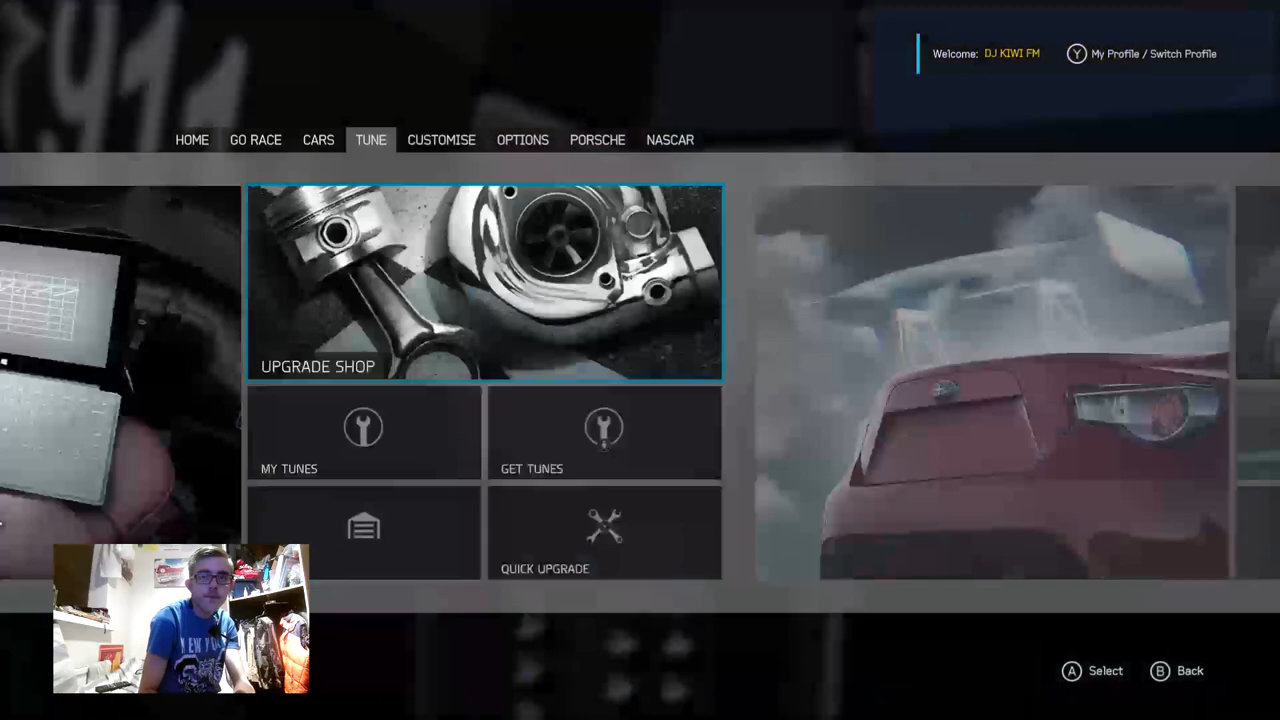 Welcome: DJ KIWI FM
Y My Profile / Switch Profile
HOME GO RACE CARS TUNE CUSTOMISE OPTIONS PORSCHE NASCAR
UPGRADE SHOP
MY TUNES
GET TUNES
QUICK UPGRADE
A Select B Back